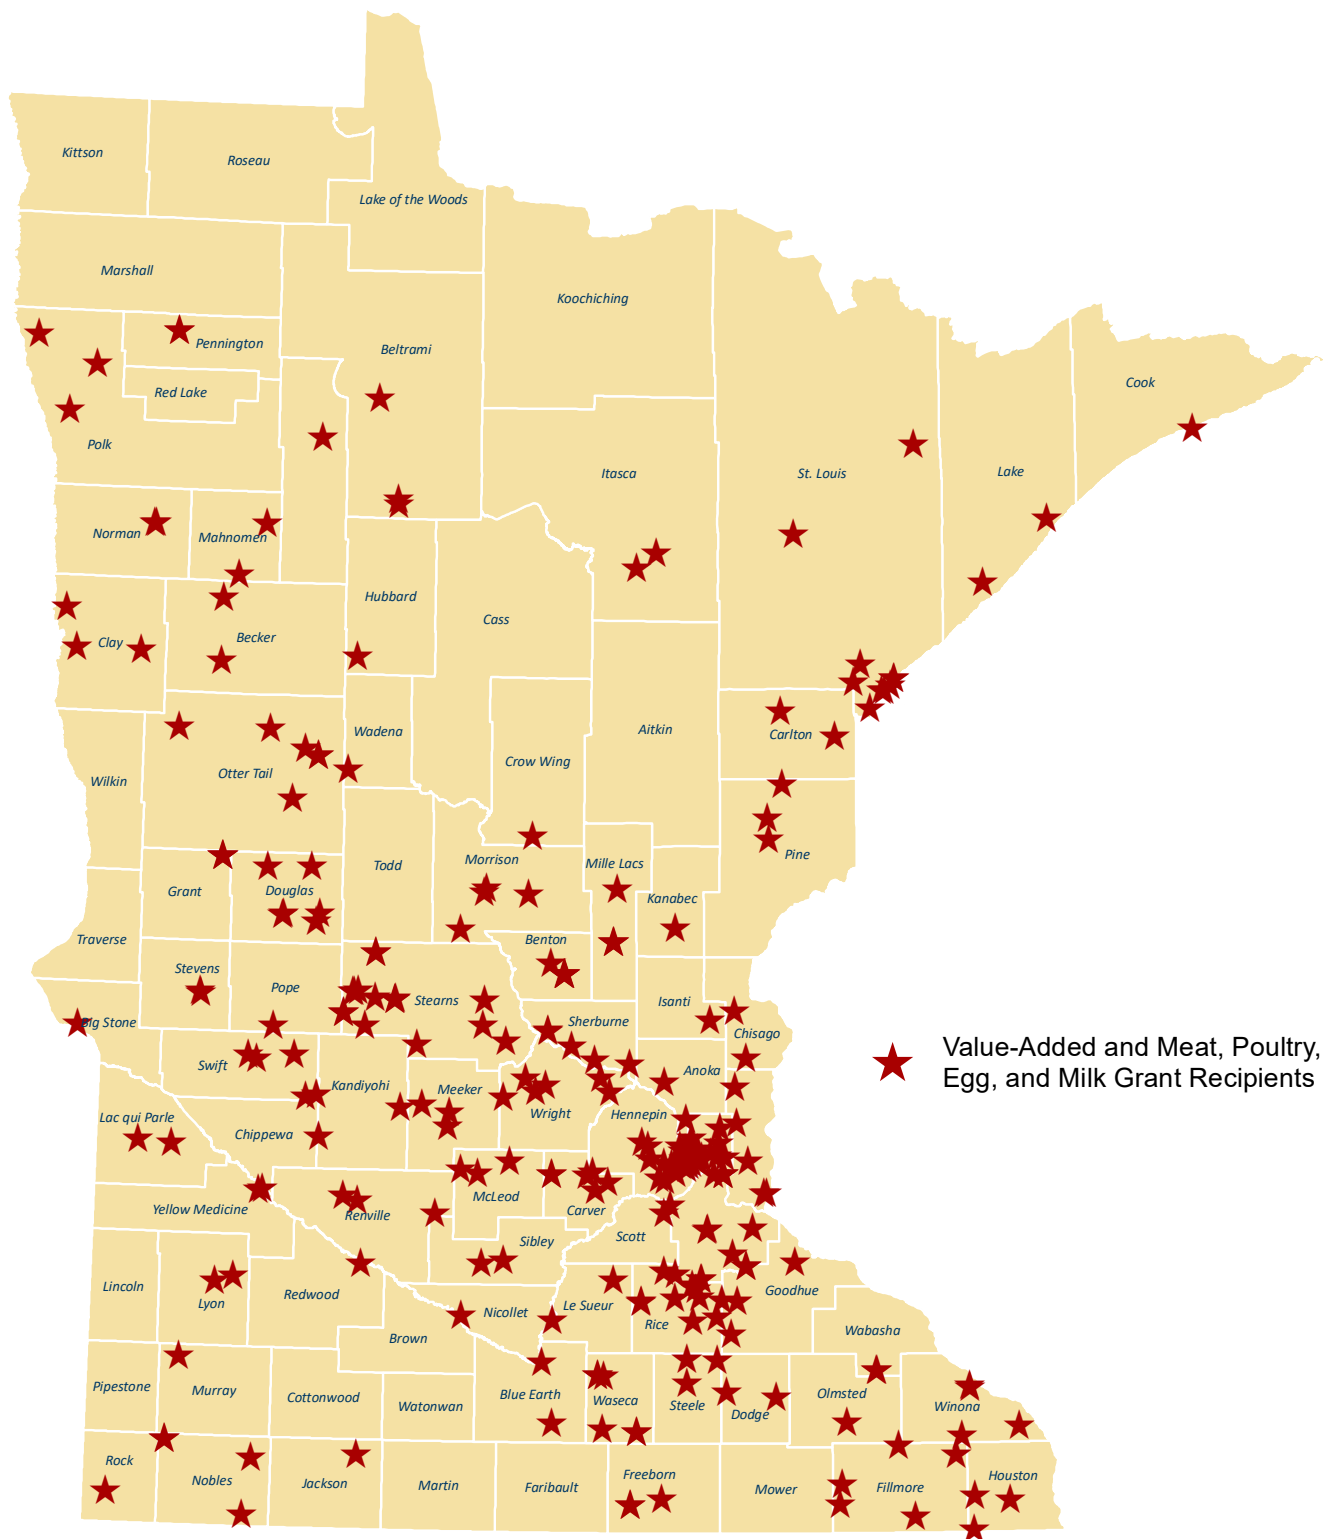 Kittson
Roseau
Lake of the Woods
Marshall
Koochiching
Pennington
Beltrami
Cook
Red Lake
Polk
Itasca
St. Louis
Lake
Norman
Mahnomen
Hubbard
Cass
Clay
Becker
Wadena
Aitkin
Carlton
Otter Tail
Crow Wing
Wilkin
Todd
Morrison
Mille Lacs
Pine
Grant
Douglas
Kanabec
Traverse
Benton
Stevens
Pope
Stearns
Isanti
Big Stone
Sherburne
Chisago
Swift
Anoka
Kandiyohi
Meeker
Wright
Hennepin
Lac qui Parle
Chippewa
McLeod
Carver
Yellow Medicine
Renville
Scott
Sibley
Lincoln
Lyon
Redwood
Nicollet
Le Sueur
Rice
Goodhue
Brown
Wabasha
Pipestone
Murray
Cottonwood
Watonwan
Blue Earth
Waseca
Steele
Dodge
Olmsted
Winona
Rock
Nobles
Jackson
Martin
Faribault
Freeborn
Mower
Fillmore
Houston
Value-Added and Meat, Poultry,
Egg, and Milk Grant Recipients